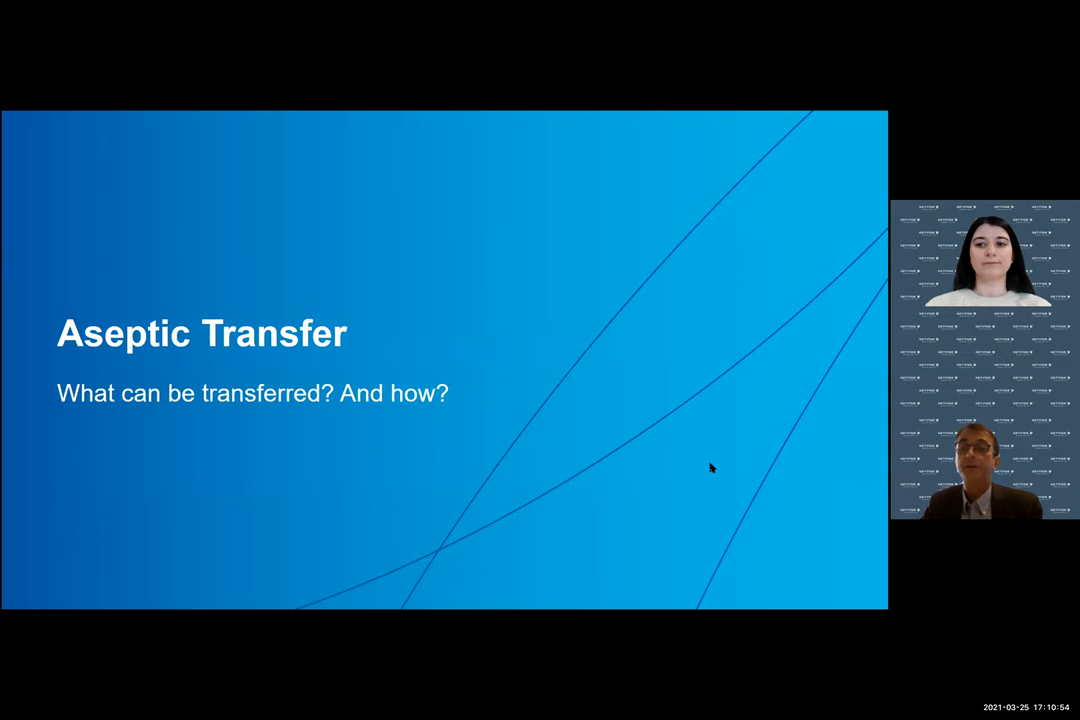 Aseptic Transfer
What can be transferred? And how?
2021-03-25 17:10:54